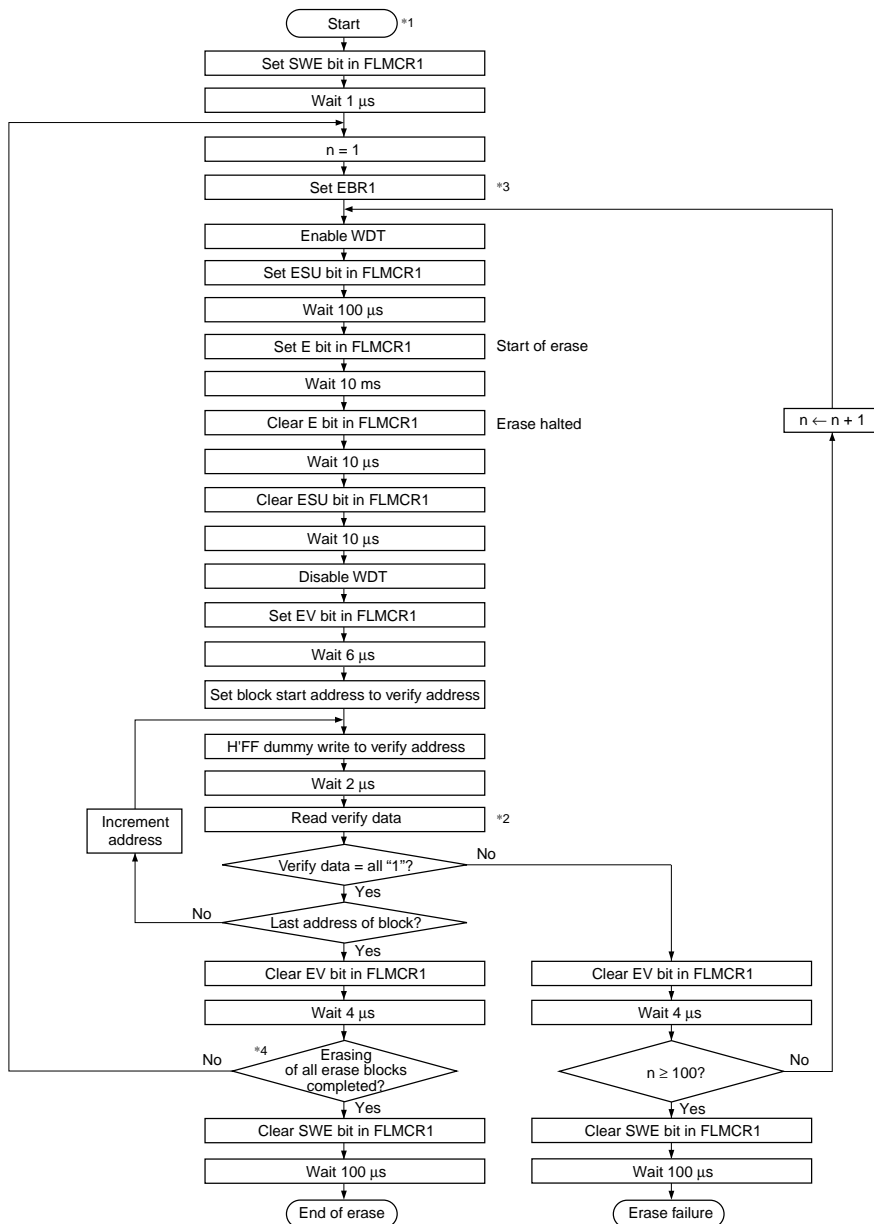 Start
*1
Set SWE bit in FLMCR1
Wait 1 µs
n = 1
Set EBR1
*3
Enable WDT
Set ESU bit in FLMCR1
Wait 100 µs
Set E bit in FLMCR1
Start of erase
Wait 10 ms
Clear E bit in FLMCR1
Erase halted
n ← n + 1
Wait 10 µs
Clear ESU bit in FLMCR1
Wait 10 µs
Disable WDT
Set EV bit in FLMCR1
Wait 6 µs
Set block start address to verify address
H'FF dummy write to verify address
Wait 2 µs
Increment
address
Read verify data
*2
Verify data = all “1”?
No
Yes
No
Last address of block?
Yes
Clear EV bit in FLMCR1
Clear EV bit in FLMCR1
Wait 4 µs
Wait 4 µs
No
*4
Erasing
of all erase blocks
completed?
n ≥ 100?
No
Yes
Yes
Clear SWE bit in FLMCR1
Clear SWE bit in FLMCR1
Wait 100 µs
Wait 100 µs
End of erase
Erase failure